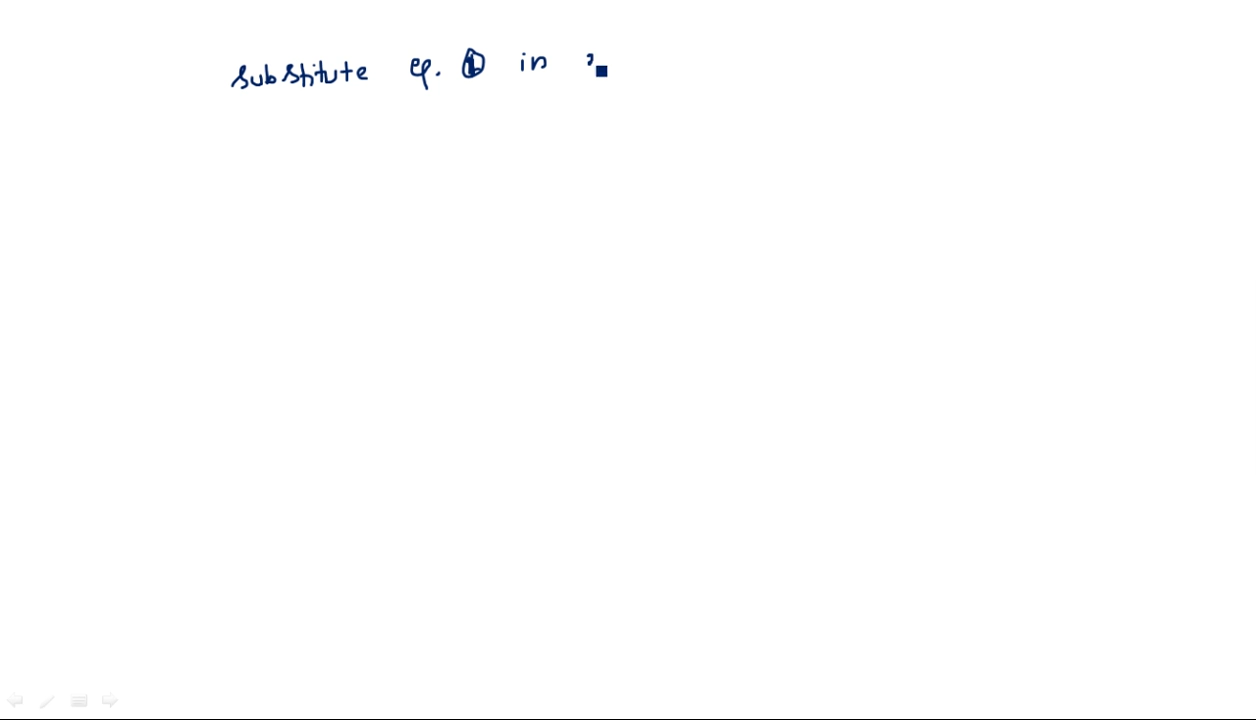 substitute eq. ① in